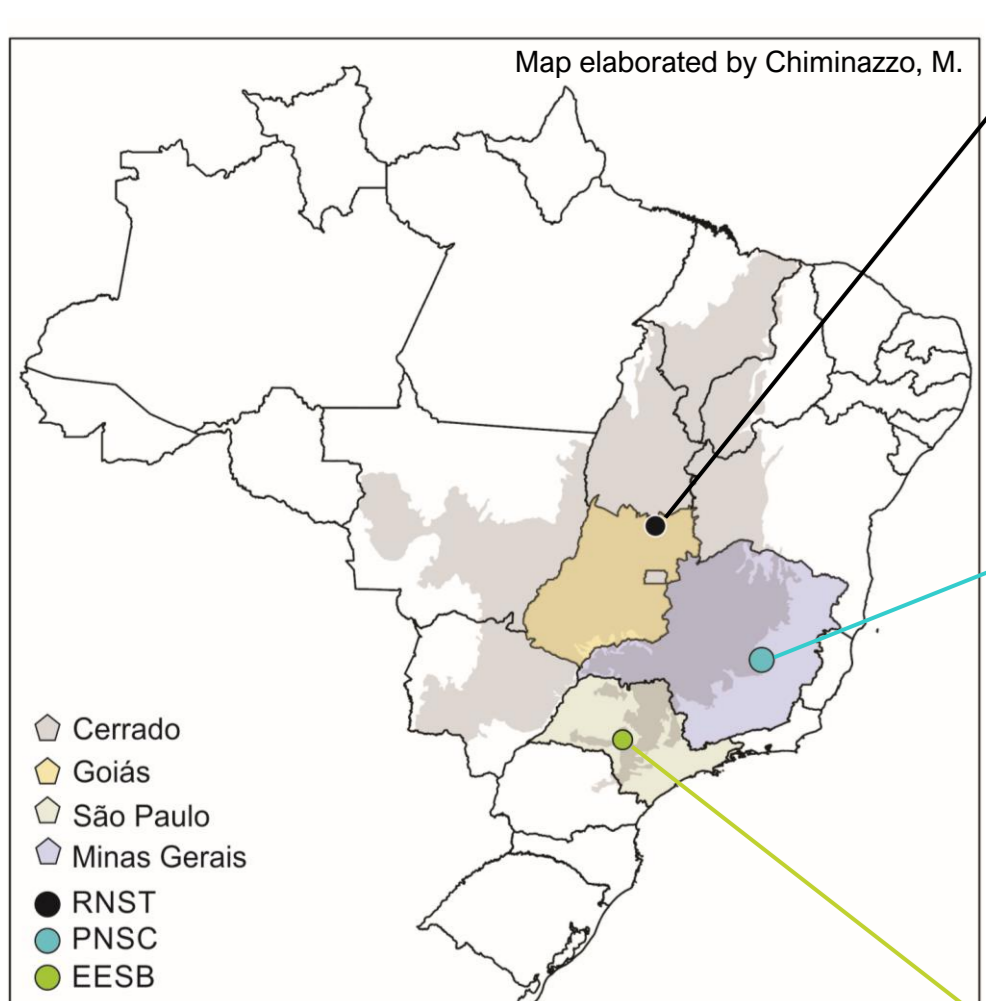 Map elaborated by Chiminazzo, M.
Cerrado
Goiás
São Paulo
Minas Gerais
RNST
PNSC
EESB